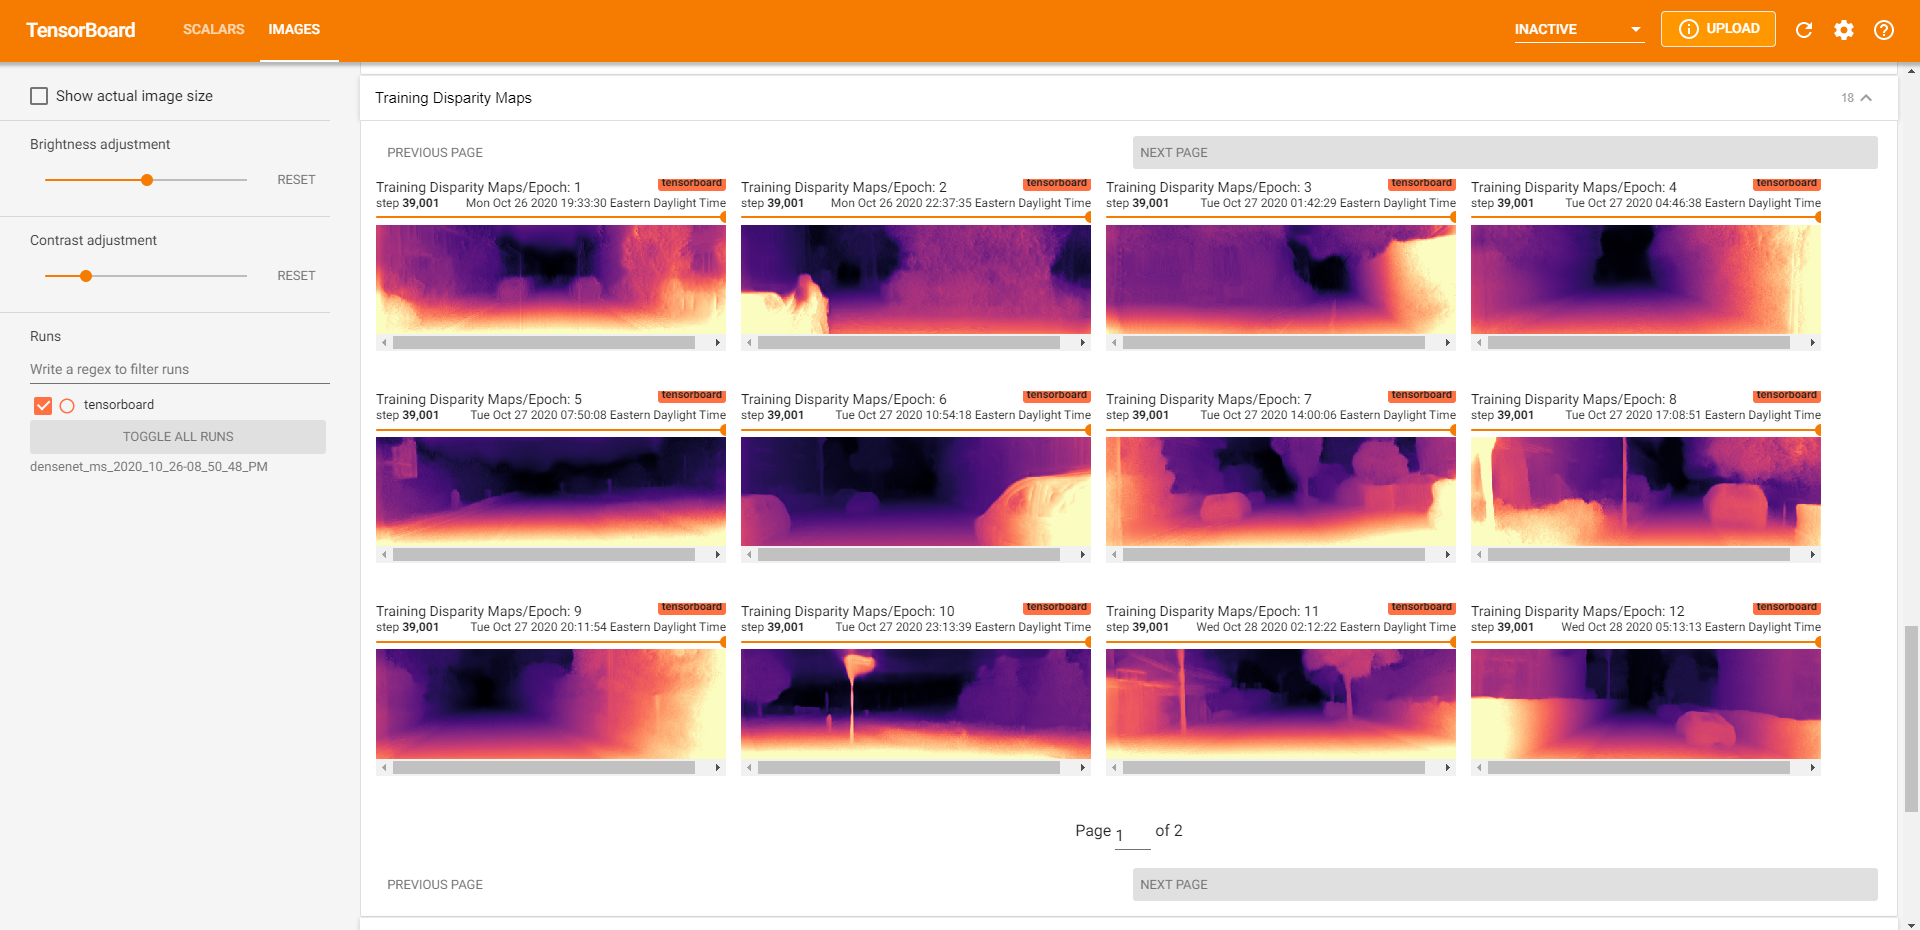 TensorBoard SCALARS IMAGES INACTIVE UPLOAD
Show actual image size
Brightness adjustment
RESET
Contrast adjustment
RESET
Runs
Write a regex to filter runs
tensorboard
TOGGLE ALL RUNS
densenet_ms_2020_10_26-08_50_48_PM
Training Disparity Maps 18
PREVIOUS PAGE NEXT PAGE
Training Disparity Maps/Epoch: 1 tensorboard
step 39,001 Mon Oct 26 2020 19:33:30 Eastern Daylight Time
Training Disparity Maps/Epoch: 2 tensorboard
step 39,001 Mon Oct 26 2020 22:37:35 Eastern Daylight Time
Training Disparity Maps/Epoch: 3 tensorboard
step 39,001 Tue Oct 27 2020 01:42:29 Eastern Daylight Time
Training Disparity Maps/Epoch: 4 tensorboard
step 39,001 Tue Oct 27 2020 04:46:38 Eastern Daylight Time
Training Disparity Maps/Epoch: 5 tensorboard
step 39,001 Tue Oct 27 2020 07:50:08 Eastern Daylight Time
Training Disparity Maps/Epoch: 6 tensorboard
step 39,001 Tue Oct 27 2020 10:54:18 Eastern Daylight Time
Training Disparity Maps/Epoch: 7 tensorboard
step 39,001 Tue Oct 27 2020 14:00:06 Eastern Daylight Time
Training Disparity Maps/Epoch: 8 tensorboard
step 39,001 Tue Oct 27 2020 17:08:51 Eastern Daylight Time
Training Disparity Maps/Epoch: 9 tensorboard
step 39,001 Tue Oct 27 2020 20:11:54 Eastern Daylight Time
Training Disparity Maps/Epoch: 10 tensorboard
step 39,001 Tue Oct 27 2020 23:13:39 Eastern Daylight Time
Training Disparity Maps/Epoch: 11 tensorboard
step 39,001 Wed Oct 28 2020 02:12:22 Eastern Daylight Time
Training Disparity Maps/Epoch: 12 tensorboard
step 39,001 Wed Oct 28 2020 05:13:13 Eastern Daylight Time
Page 1 of 2
PREVIOUS PAGE NEXT PAGE